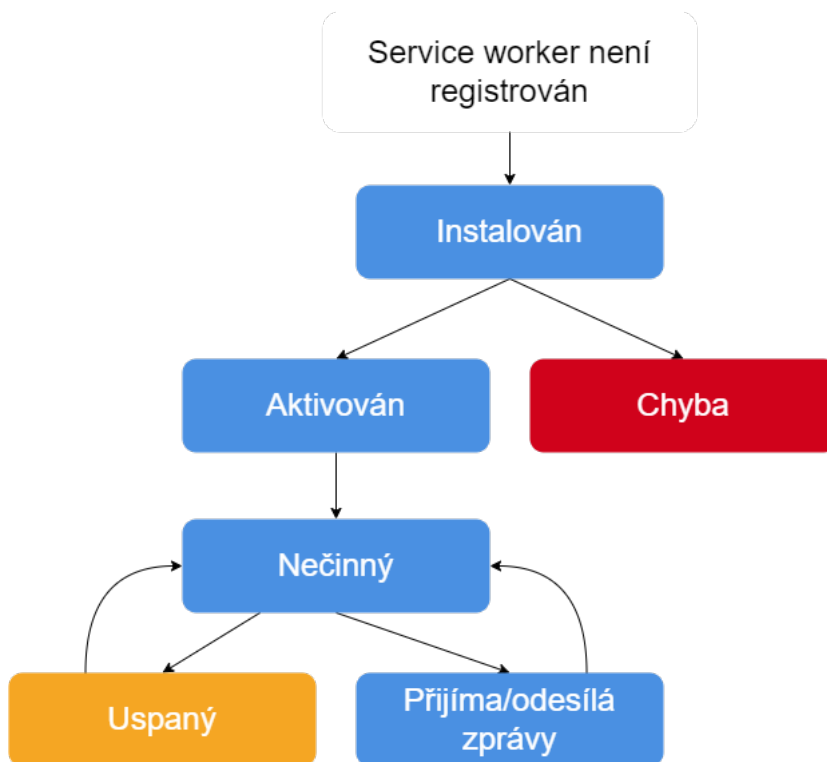 Service worker není
registrován
Instalován
Aktivován
Chyba
Nečinný
Uspaný
Přijíma/odesílá
zprávy